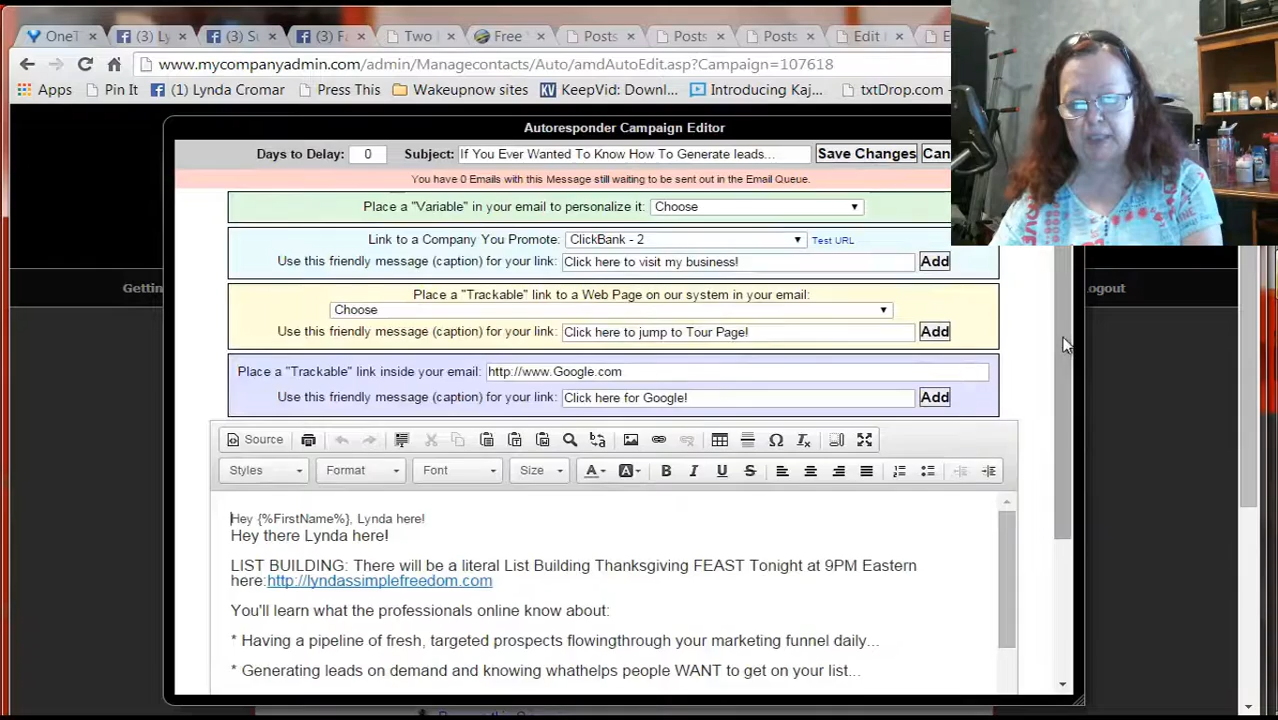 OneT
(3) Ly
(3) Su
(3) F
Two
Free
Posts
Posts
Posts
Edit
E
www.mycompanyadmin.com/admin/Managecontacts/Auto/amdAutoEdit.asp?Campaign=107618
Apps
Pin It
(1) Lynda Cromar
Press This
Wakeupnow sites
KeepVid: Downl...
Introducing Kaj...
txtDrop.com
Autoresponder Campaign Editor
Days to Delay: 0 Subject: If You Ever Wanted To Know How To Generate leads... Save Changes Can
You have 0 Emails with this Message still waiting to be sent out in the Email Queue.
Place a "Variable" in your email to personalize it: Choose
Link to a Company You Promote: ClickBank - 2 Test URL
Use this friendly message (caption) for your link: Click here to visit my business! Add
Getting
Logout
Place a "Trackable" link to a Web Page on our system in your email:
Choose
Use this friendly message (caption) for your link: Click here to jump to Tour Page! Add
Place a "Trackable" link inside your email: http://www.Google.com
Use this friendly message (caption) for your link: Click here for Google! Add
Source
Styles Format Font Size A A B I U S
Hey {%FirstName%}, Lynda here!
Hey there Lynda here!
LIST BUILDING: There will be a literal List Building Thanksgiving FEAST Tonight at 9PM Eastern
here:http://lyndassimplefreedom.com
You'll learn what the professionals online know about:
* Having a pipeline of fresh, targeted prospects flowingthrough your marketing funnel daily...
* Generating leads on demand and knowing whathelps people WANT to get on your list...